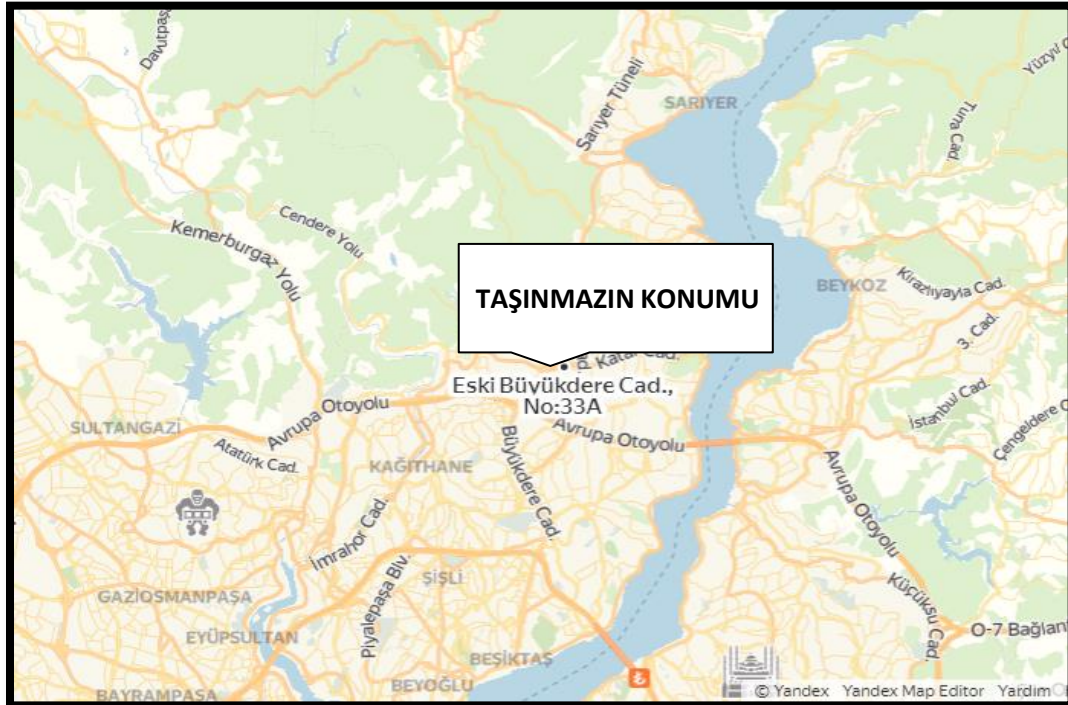 Davutpaşa
Yüzyıl
SARIYER
Sarıyer Tüneli
Tuna Cad.
Cendere Yolu
Kemerburgaz Yolu
TAŞINMAZIN KONUMU
BEYKOZ
Kirazlıyayla Cad.
3. Cad.
Katar Cad.
Eski Büyükdere Cad.,
No:33A
Avrupa Otoyolu
SULTANGAZİ
Atatürk Cad.
İstanbul Cad.
Çengeldere
Avrupa Otoyolu
KAĞITHANE
Büyükdere Cad.
Avrupa Otoyolu
İmrahor Cad.
Piyalepaşa Blv.
ŞİŞLİ
GAZİOSMANPAŞA
EYÜPSULTAN
Küçüksu Cad.
O-7 Bağlant
BEŞİKTAŞ
BEYOĞLU
BAYRAMPAŞA
© Yandex Yandex Map Editor Yardım